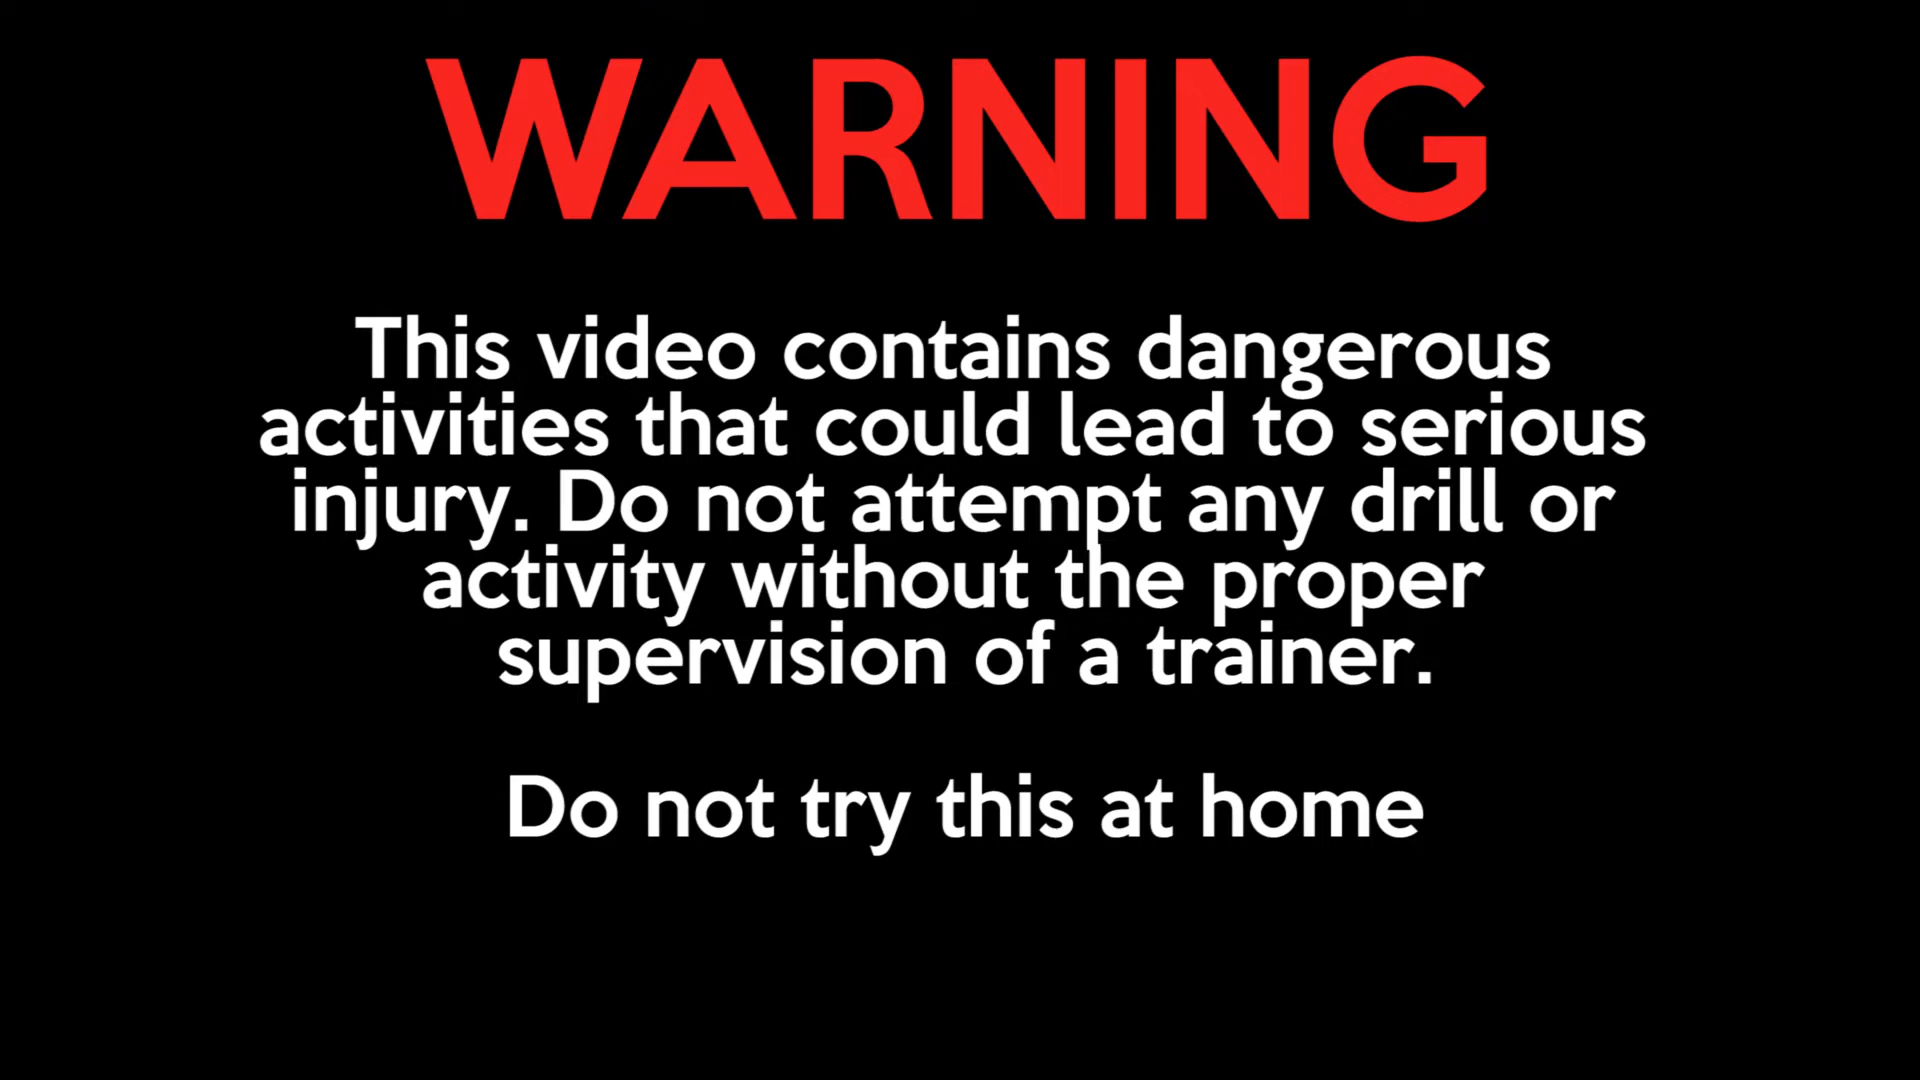 WARNING
This video contains dangerous
activities that could lead to serious
injury. Do not attempt any drill or
activity without the proper
supervision of a trainer.
Do not try this at home